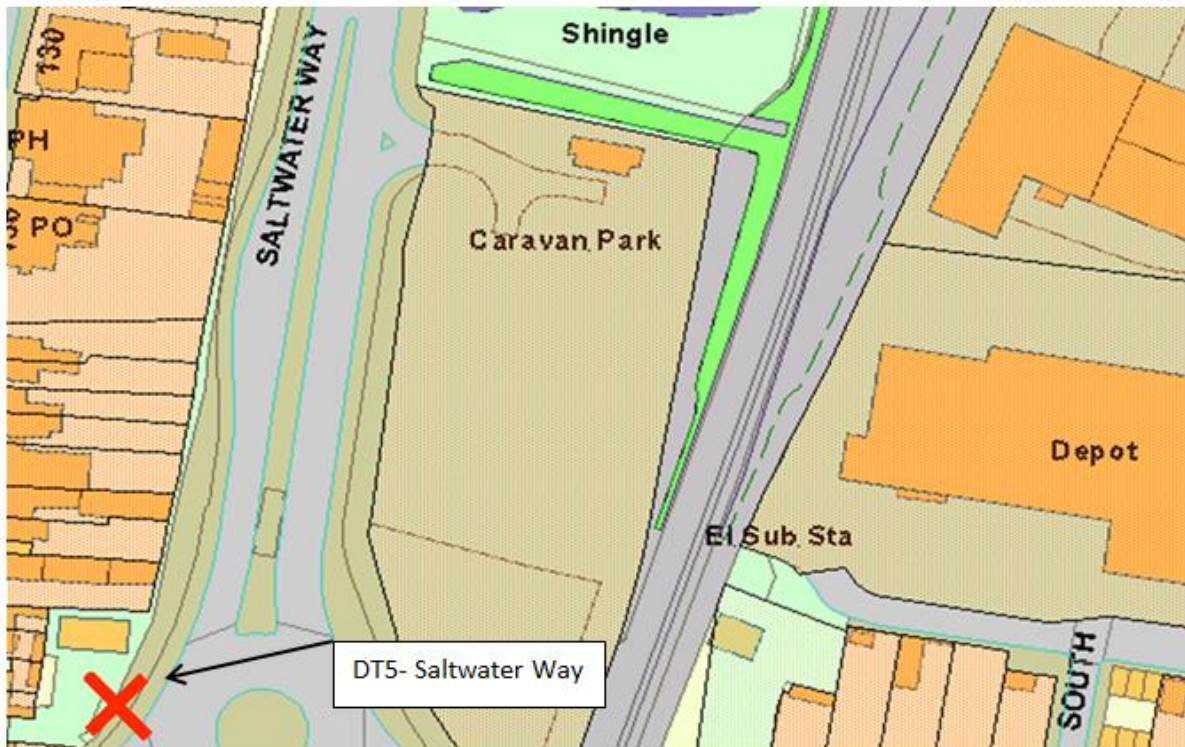 Shingle
130
SALTWATER WAY
PH
PO
Caravan Park
Depot
El Sub Sta
DT5- Saltwater Way
SOUTH